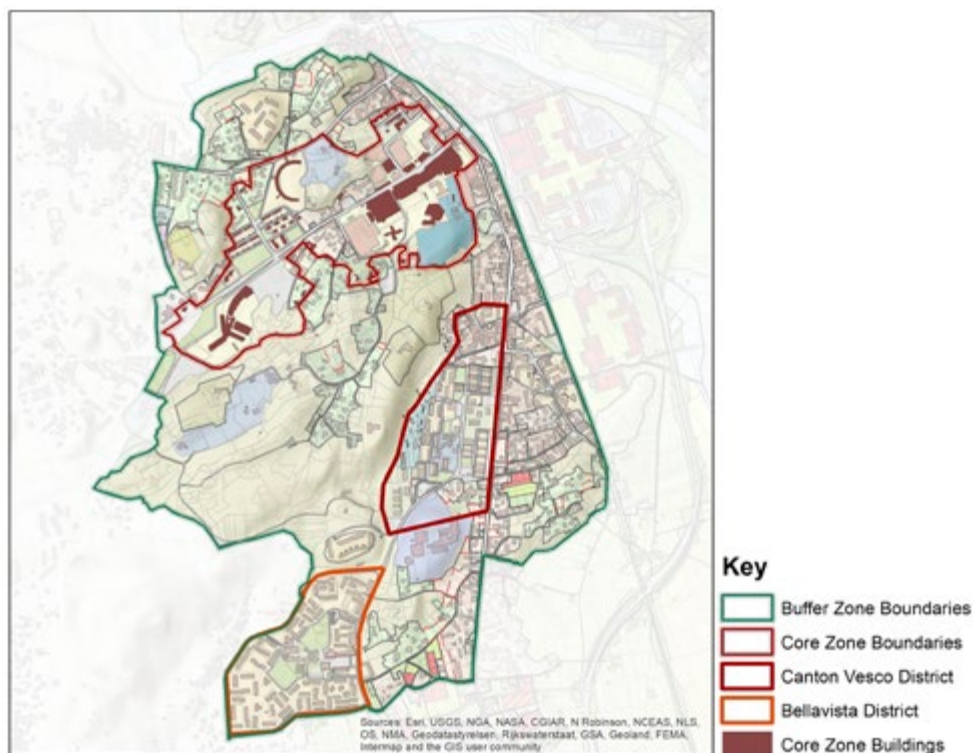 Sources: Esri, USGS, NGA, NASA, CGIAR, N Robinson, NCEAS, NLS,
OS, NMA, Geodatastyrelsen, Rijkswaterstaat, GSA, Geoland, FEMA,
Intermap and the GIS user community
Key
Buffer Zone Boundaries
Core Zone Boundaries
Canton Vesco District
Bellavista District
Core Zone Buildings